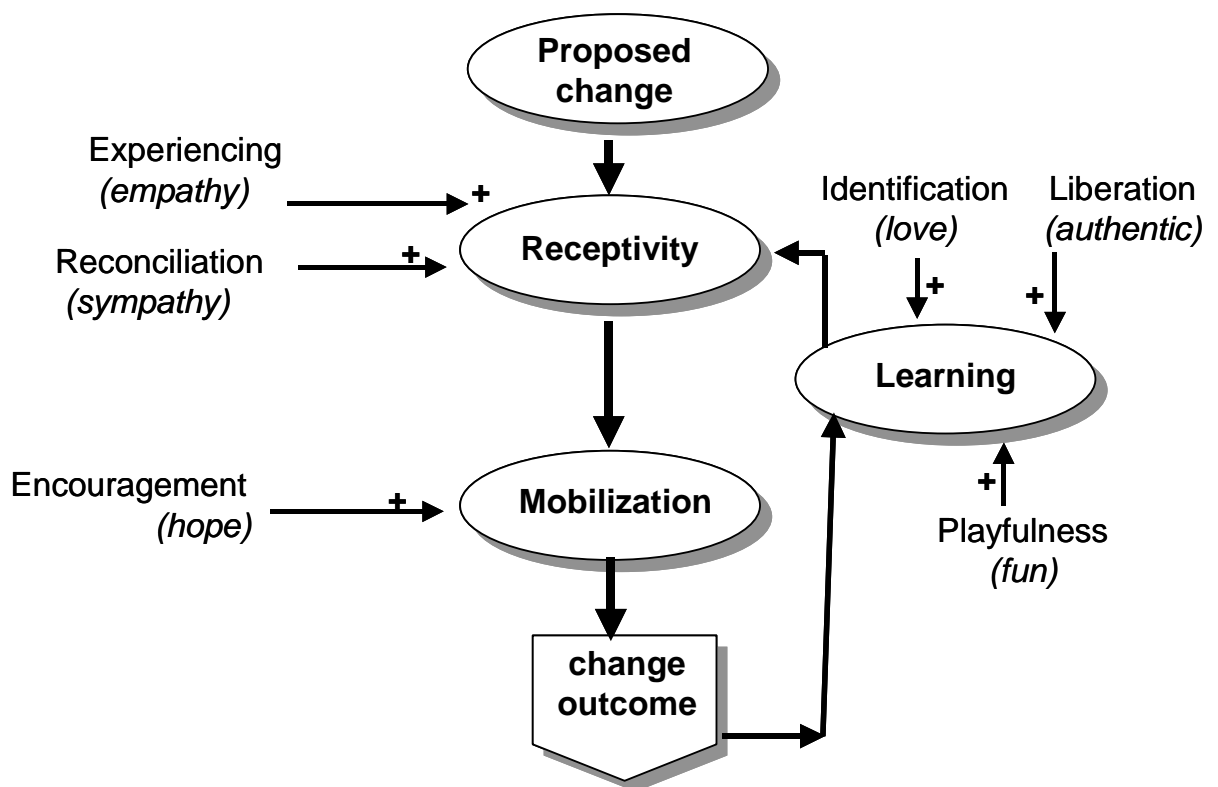 Proposed
change
Experiencing
(empathy)
+
Reconciliation
(sympathy)
+
Receptivity
Identification
(love)
+
Liberation
(authentic)
+
Learning
+
Playfulness
(fun)
Encouragement
(hope)
+
Mobilization
change
outcome